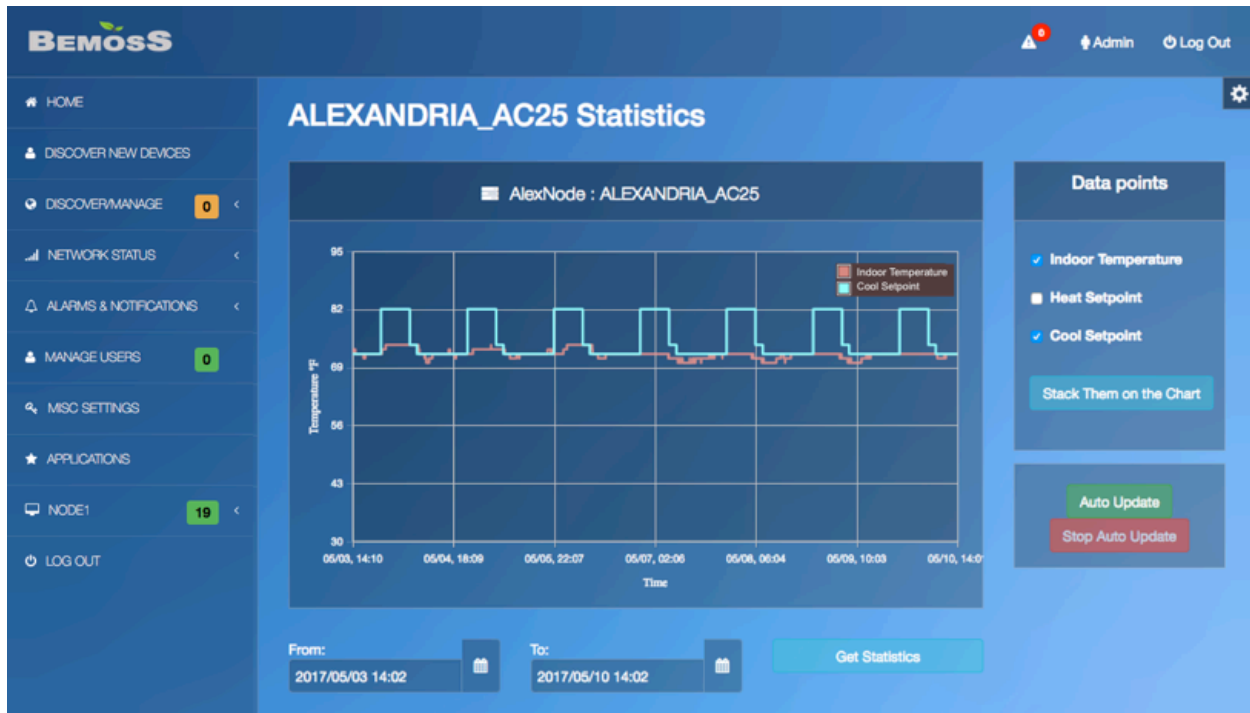 BEMOSS
0
Admin
Log Out
HOME
DISCOVER NEW DEVICES
DISCOVER/MANAGE 0
NETWORK STATUS
ALARMS & NOTIFICATIONS
MANAGE USERS 0
MISC SETTINGS
APPLICATIONS
NODE1 19
LOG OUT
ALEXANDRIA_AC25 Statistics
AlexNode : ALEXANDRIA_AC25
Indoor Temperature
Cool Setpoint
95
82
69
56
43
30
Temperature °F
05/03, 14:10 05/04, 18:09 05/05, 22:07 05/07, 02:06 05/08, 06:04 05/09, 10:03 05/10, 14:0
Time
From:
2017/05/03 14:02
To:
2017/05/10 14:02
Get Statistics
Data points
Indoor Temperature
Heat Setpoint
Cool Setpoint
Stack Them on the Chart
Auto Update
Stop Auto Update